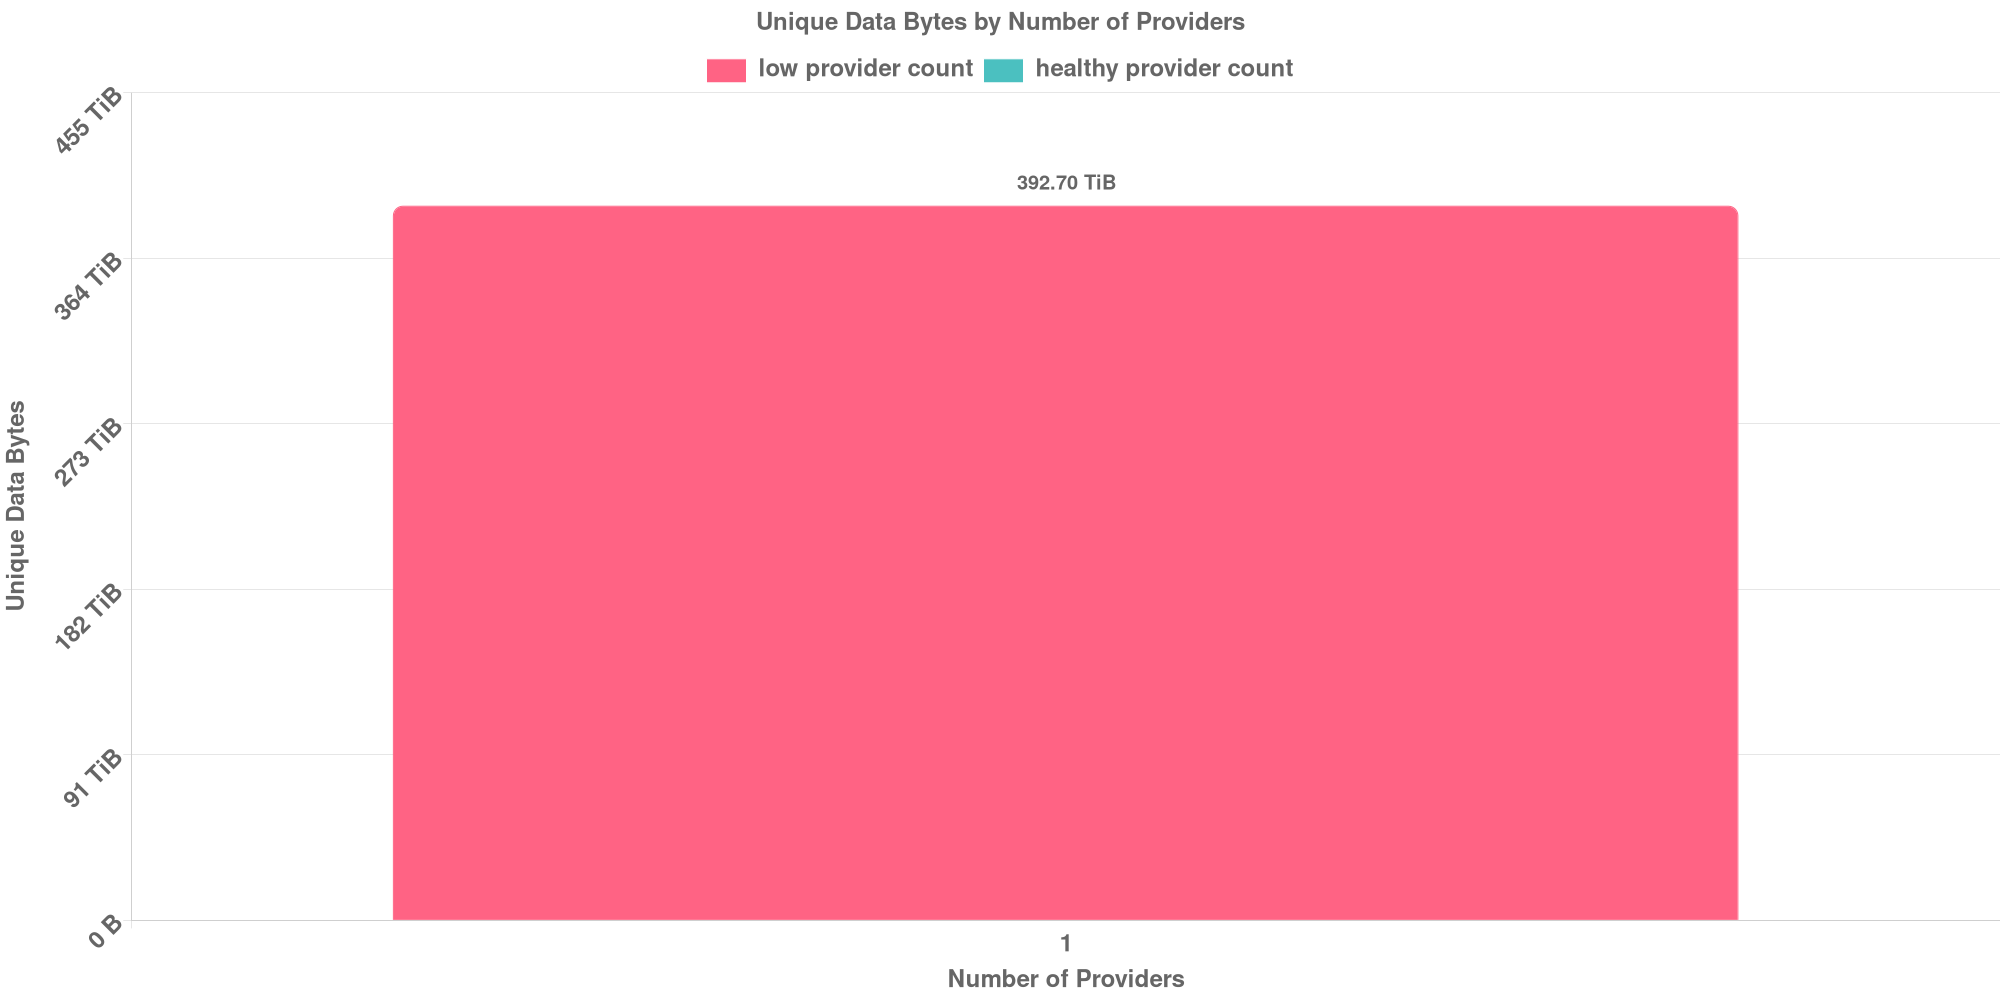 Unique Data Bytes by Number of Providers
low provider count
healthy provider count
455 TiB
392.70 TiB
364 TiB
273 TiB
182 TiB
91 TiB
0 B
Unique Data Bytes
1
Number of Providers